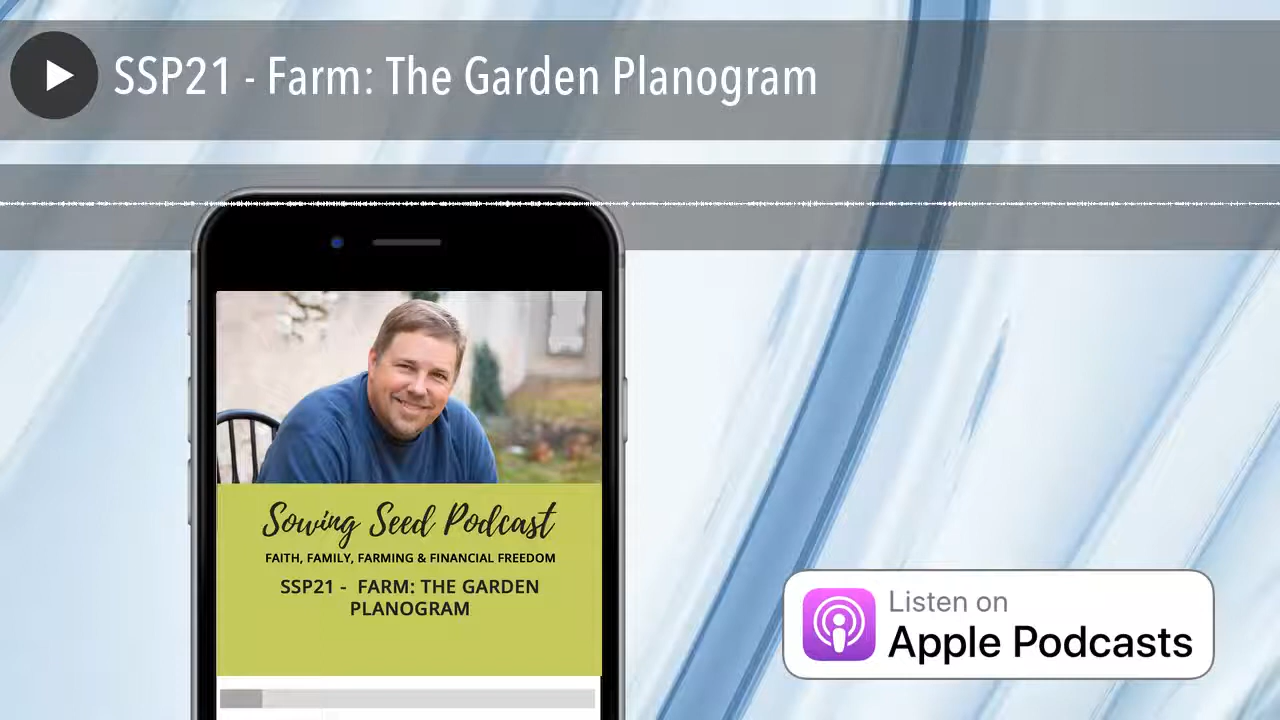 SSP21 - Farm: The Garden Planogram
Sowing Seed Podcast
FAITH, FAMILY, FARMING & FINANCIAL FREEDOM
SSP21 - FARM: THE GARDEN
PLANOGRAM
Listen on
Apple Podcasts